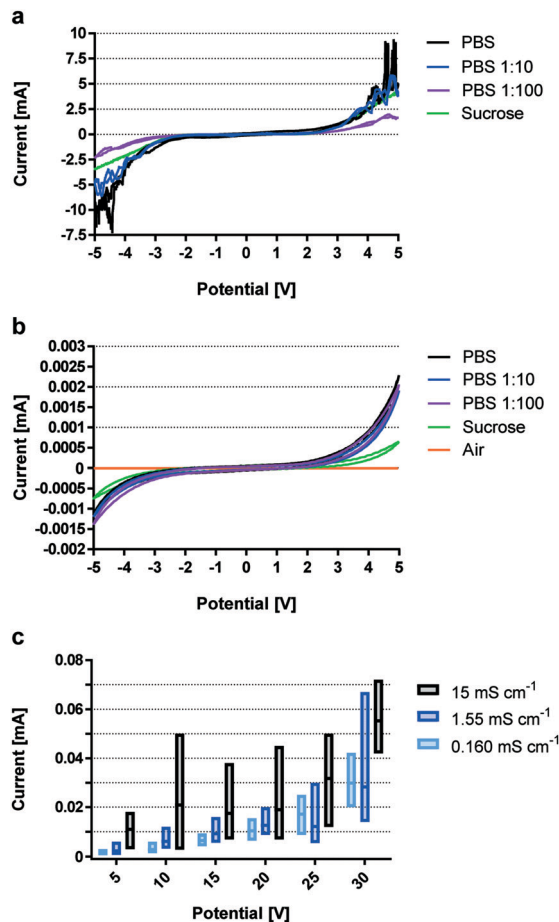 a
Current [mA]
10
7.5
5
2.5
0
-2.5
-5
-10
-7.5
-5 -4 -3 -2 -1 0 1 2 3 4 5
Potential [V]
PBS
PBS 1:10
PBS 1:100
Sucrose
b
Current [mA]
0.003
0.0025
0.002
0.0015
0.001
0.0005
0
-0.0005
-0.001
-0.0015
-0.002
-5 -4 -3 -2 -1 0 1 2 3 4 5
Potential [V]
PBS
PBS 1:10
PBS 1:100
Sucrose
Air
c
Current [mA]
0.08
0.06
0.04
0.02
0
5 10 15 20 25 30
Potential [V]
15 mS cm⁻¹
1.55 mS cm⁻¹
0.160 mS cm⁻¹